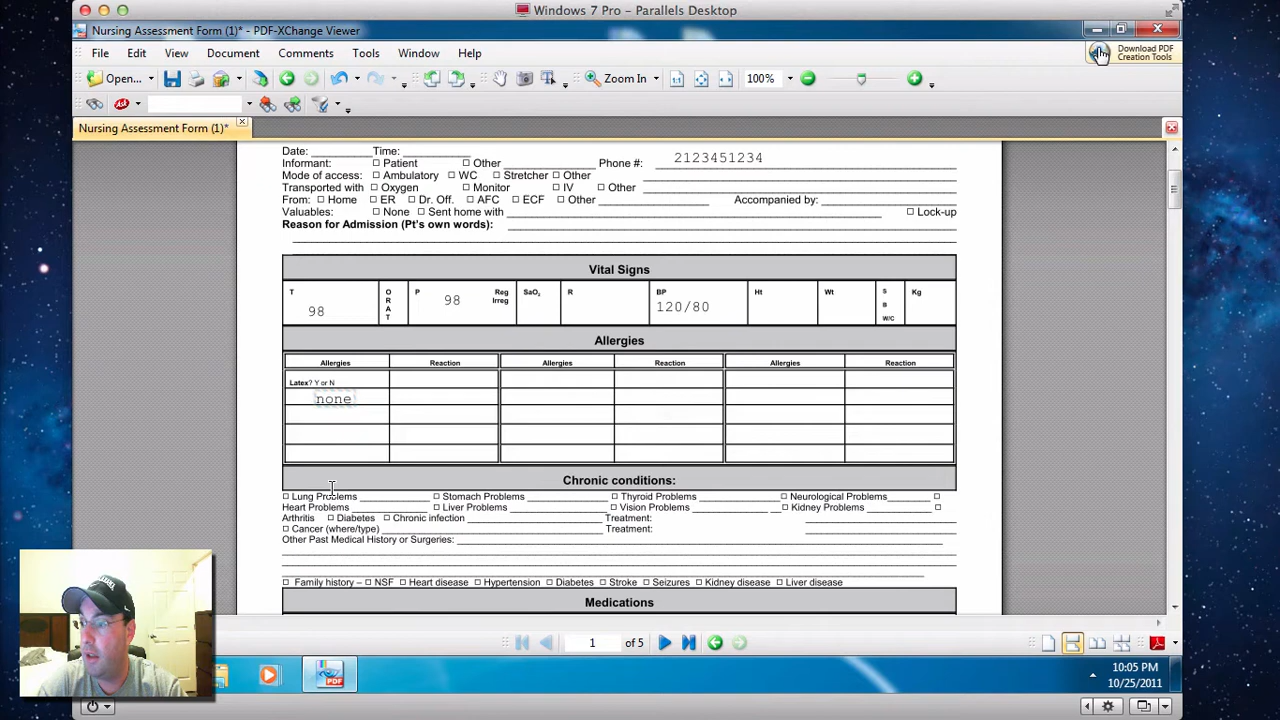 Windows 7 Pro - Parallels Desktop
Nursing Assessment Form (1)* - PDF-XChange Viewer
File Edit View Document Comments Tools Window Help
Download PDF
Creation Tools
Open... Zoom In 100%
Ask
Nursing Assessment Form (1)*
Date: Time:
Informant: Patient Other Phone #: 2123451234
Mode of access: Ambulatory WC Stretcher Other
Transported with Oxygen Monitor IV Other
From: Home ER Dr. Off. AFC ECF Other Accompanied by:
Valuables: None Sent home with Lock-up
Reason for Admission (Pt's own words):
Vital Signs
T 98 O R A T P 98 Reg Irreg SaO2 R BP 120/80 Ht Wt S B W/C Kg
Allergies
Allergies Reaction Allergies Reaction Allergies Reaction
Latex? Y or N
none
Chronic conditions:
Lung Problems Stomach Problems Thyroid Problems Neurological Problems
Heart Problems Liver Problems Vision Problems Kidney Problems
Arthritis Diabetes Chronic infection Treatment:
Cancer (where/type) Treatment:
Other Past Medical History or Surgeries:
Family history – NSF Heart disease Hypertension Diabetes Stroke Seizures Kidney disease Liver disease
Medications
1 of 5
10:05 PM
10/25/2011